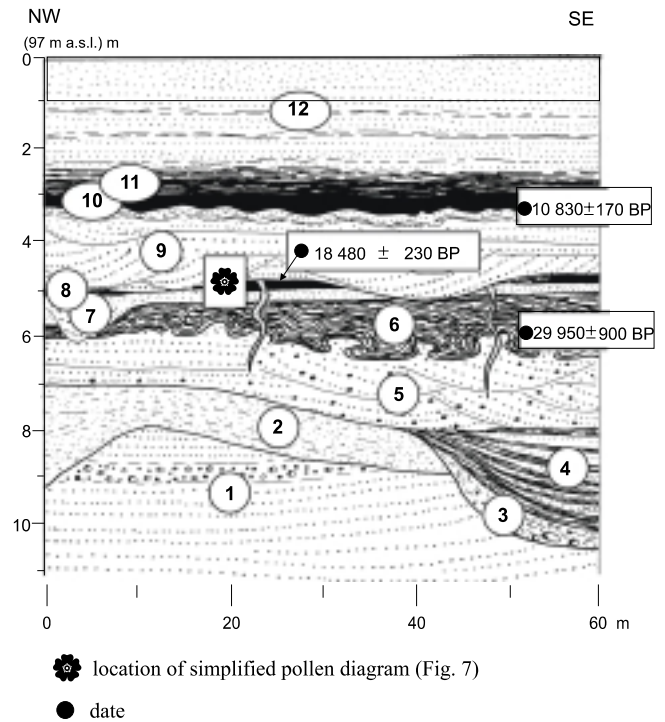 NW
SE
(97 m a.s.l.) m
0
12
2
11
10
10 830±170 BP
4
9
18 480 ± 230 BP
8
7
6
6
29 950±900 BP
5
8
2
4
1
3
10
0
20
40
60 m
location of simplified pollen diagram (Fig. 7)
date